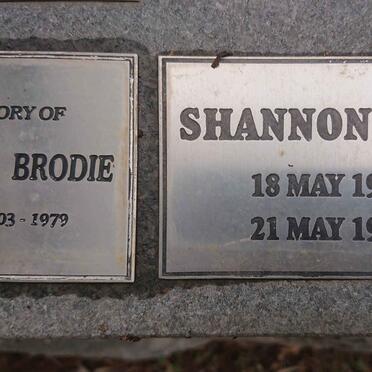 ORY OF
BRODIE
03 - 1979
SHANNON
18 MAY 19
21 MAY 19